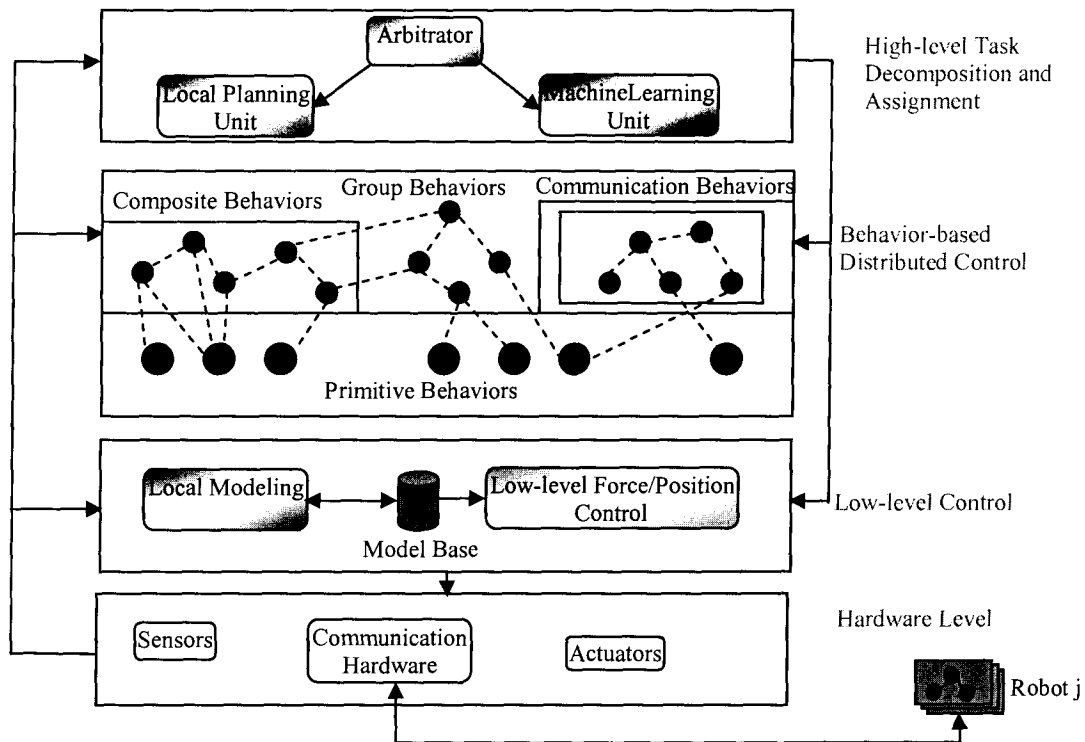 Arbitrator
High-level Task
Decomposition and
Assignment
Local Planning
Unit
MachineLearning
Unit
Composite Behaviors
Group Behaviors
Communication Behaviors
Behavior-based
Distributed Control
Primitive Behaviors
Local Modeling
Model Base
Low-level Force/Position
Control
Low-level Control
Sensors
Communication
Hardware
Actuators
Hardware Level
Robot j